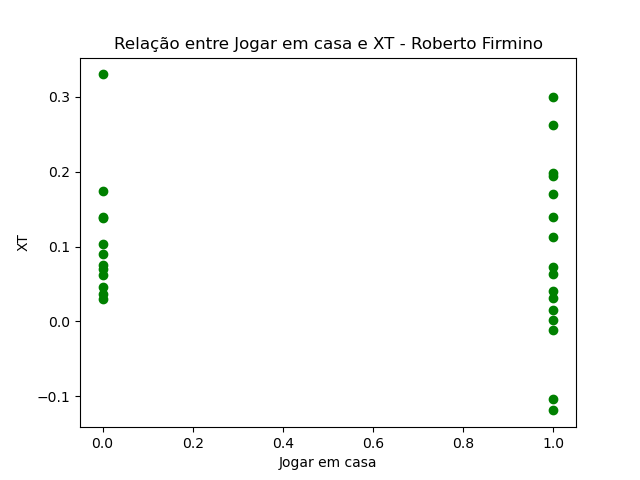 Relação entre Jogar em casa e XT - Roberto Firmino
0.3
0.2
0.1
0.0
−0.1
XT
0.0 0.2 0.4 0.6 0.8 1.0
Jogar em casa